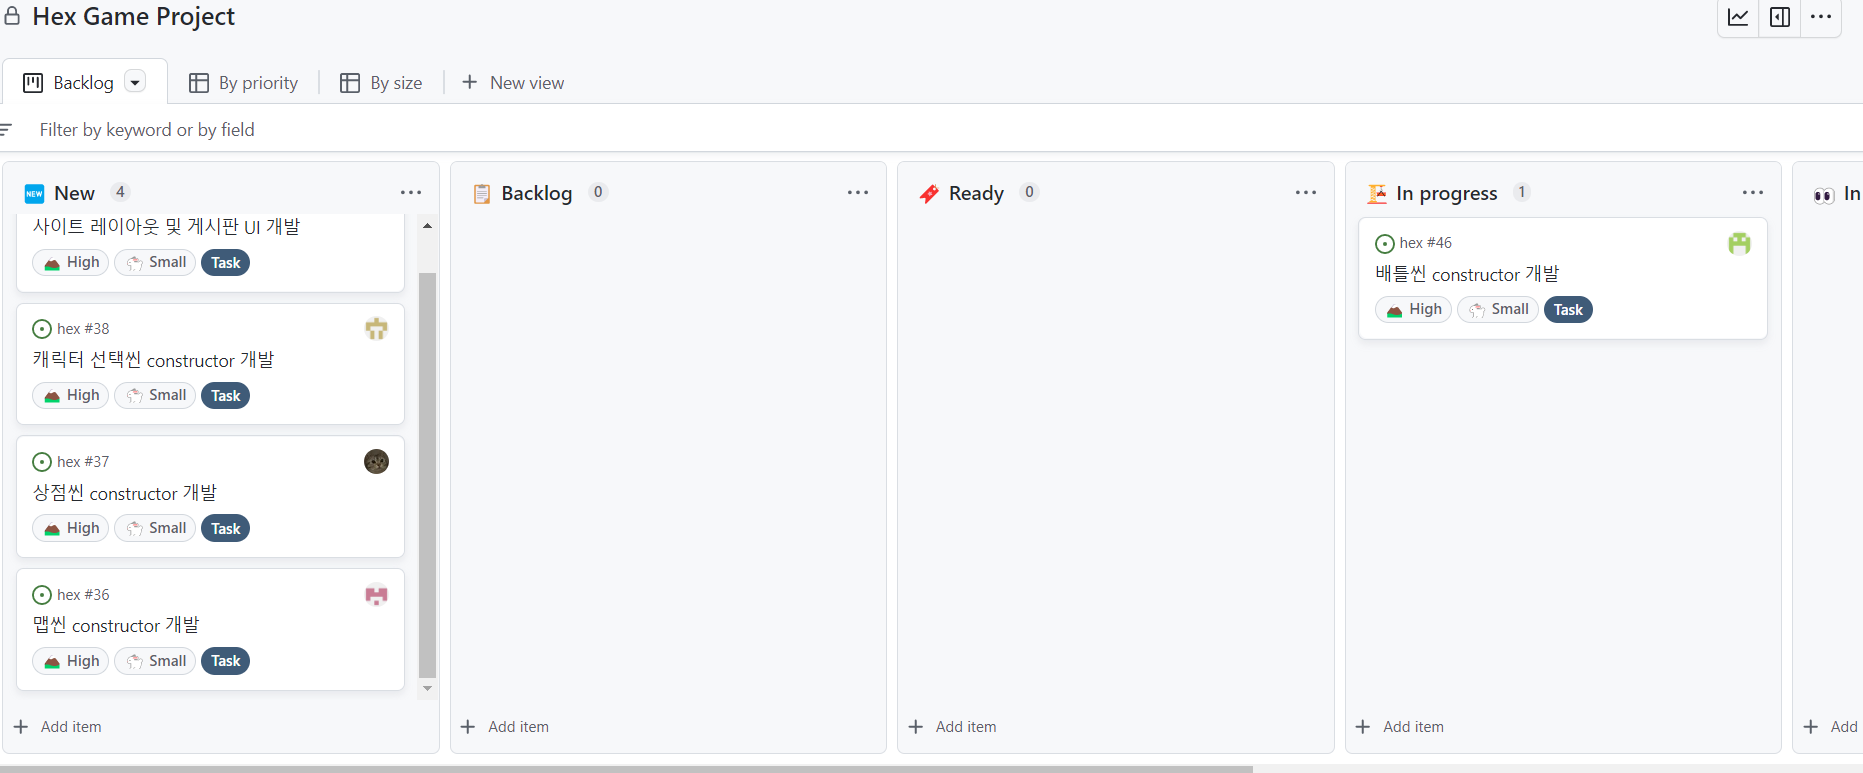 Hex Game Project
Backlog
By priority
By size
New view
Filter by keyword or by field
NEW New 4
사이트 레이아웃 및 게시판 UI 개발
High Small Task
hex #38
캐릭터 선택씬 constructor 개발
High Small Task
hex #37
상점씬 constructor 개발
High Small Task
hex #36
맵씬 constructor 개발
High Small Task
Add item
Backlog 0
Add item
Ready 0
Add item
In progress 1
hex #46
배틀씬 constructor 개발
High Small Task
Add item
In
Add